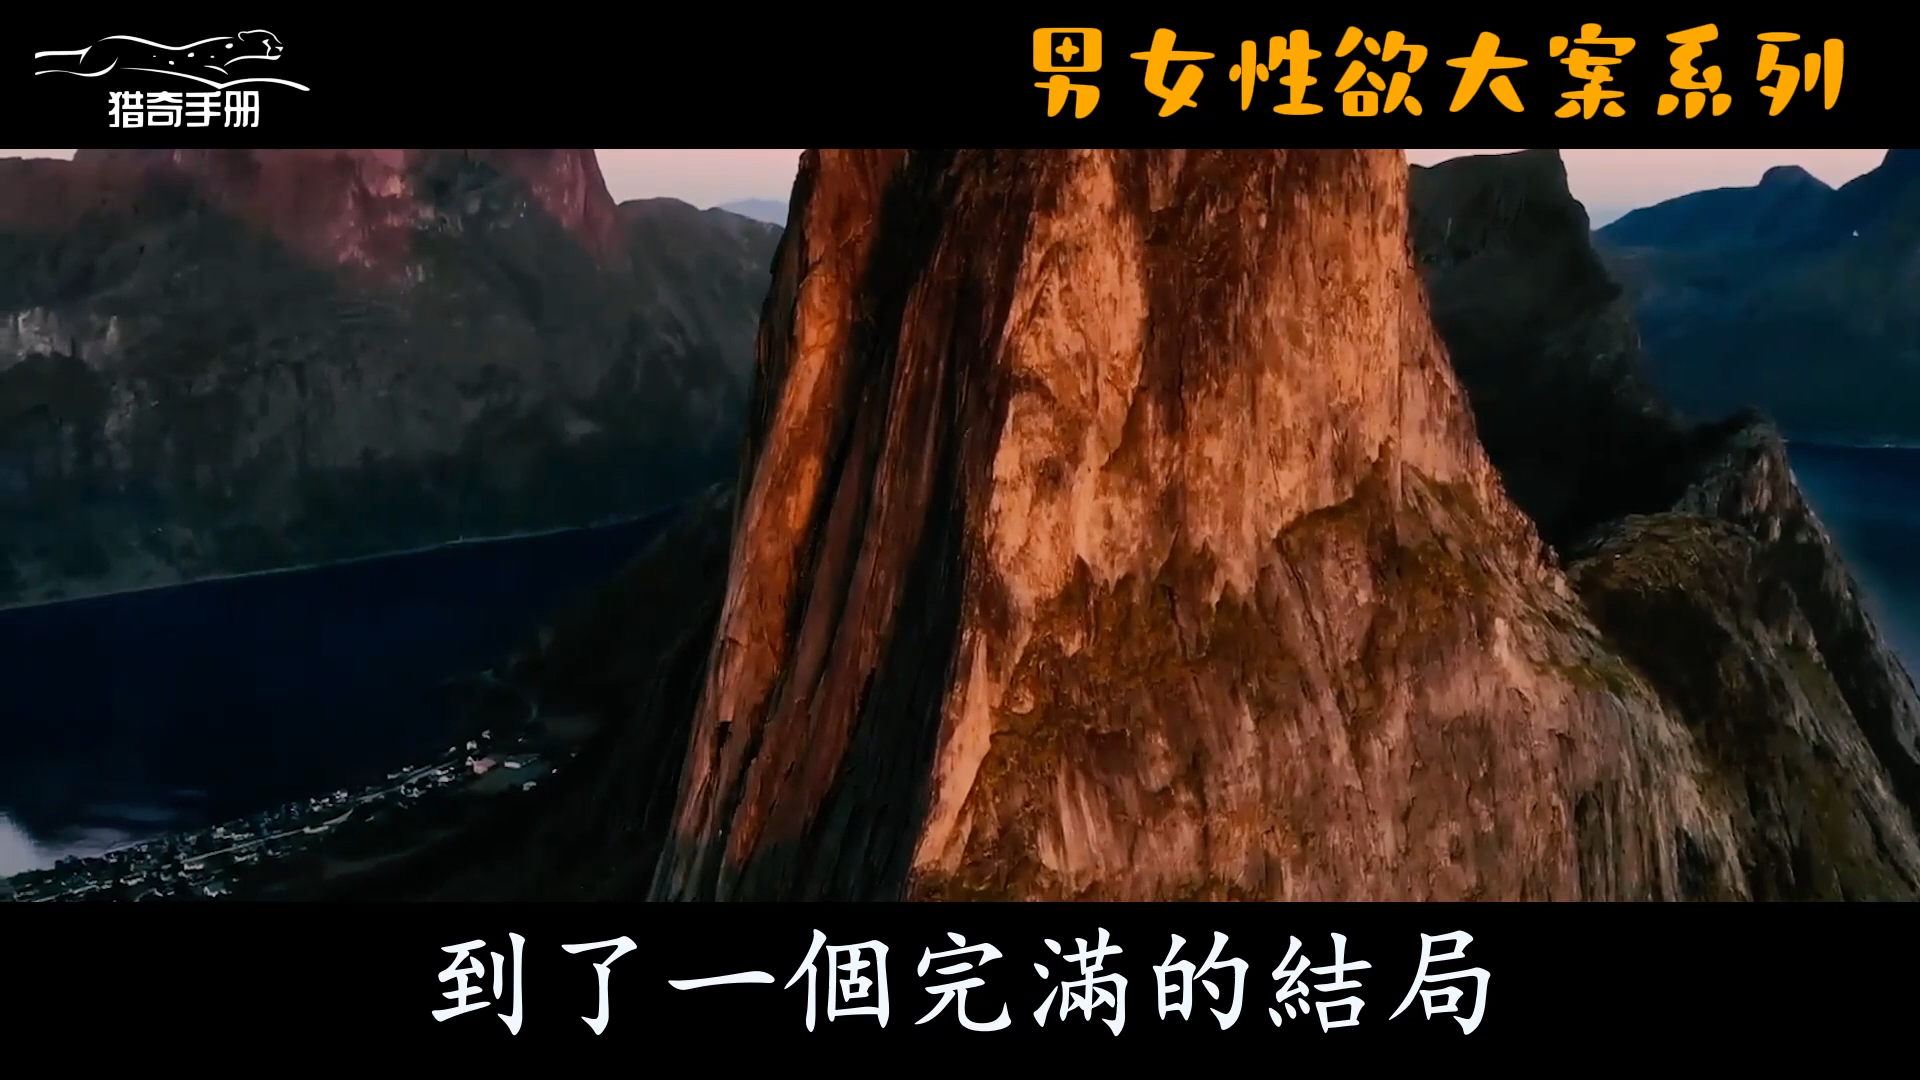 猎奇手册
男女性欲大案系列
到了一個完滿的結局